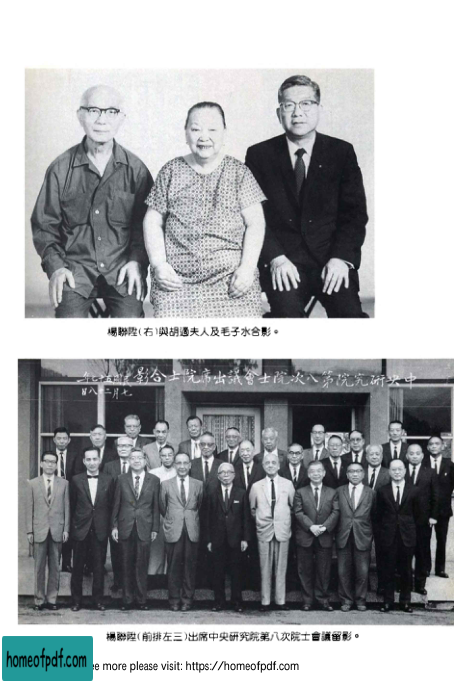 楊聯陞(右)與胡適夫人及毛子水合影。
中央研究院第八次院士會議出席院士合影
七月二十八日
楊聯陞(前排左三)出席中央研究院第八次院士會議留影。
homeofpdf.com
ee more please visit: https://homeofpdf.com